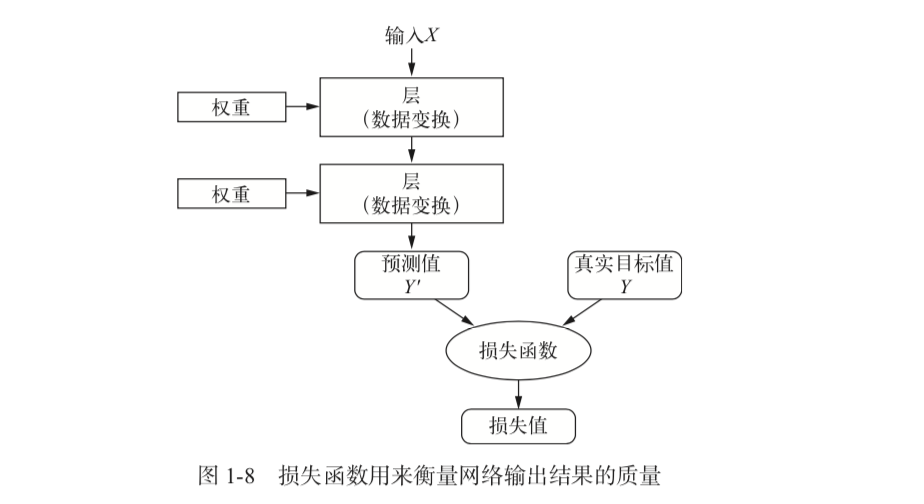 输入X
权重
层
（数据变换）
权重
层
（数据变换）
预测值
Y'
真实目标值
Y
损失函数
损失值
图 1-8 损失函数用来衡量网络输出结果的质量